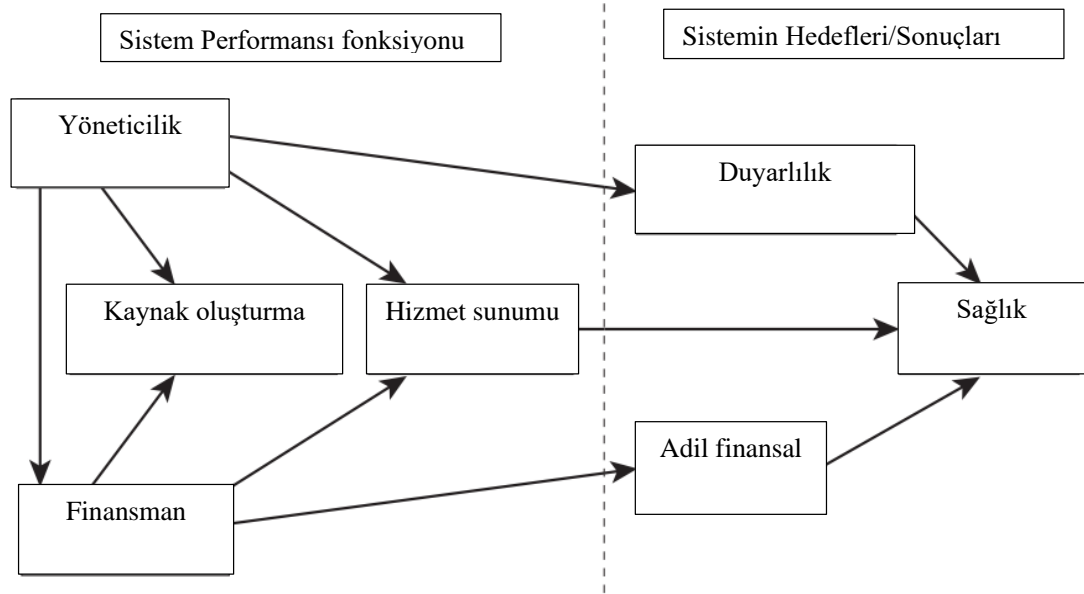 Sistem Performansı fonksiyonu
Sistemin Hedefleri/Sonuçları
Yöneticilik
Duyarlılık
Kaynak oluşturma
Hizmet sunumu
Sağlık
Adil finansal
Finansman